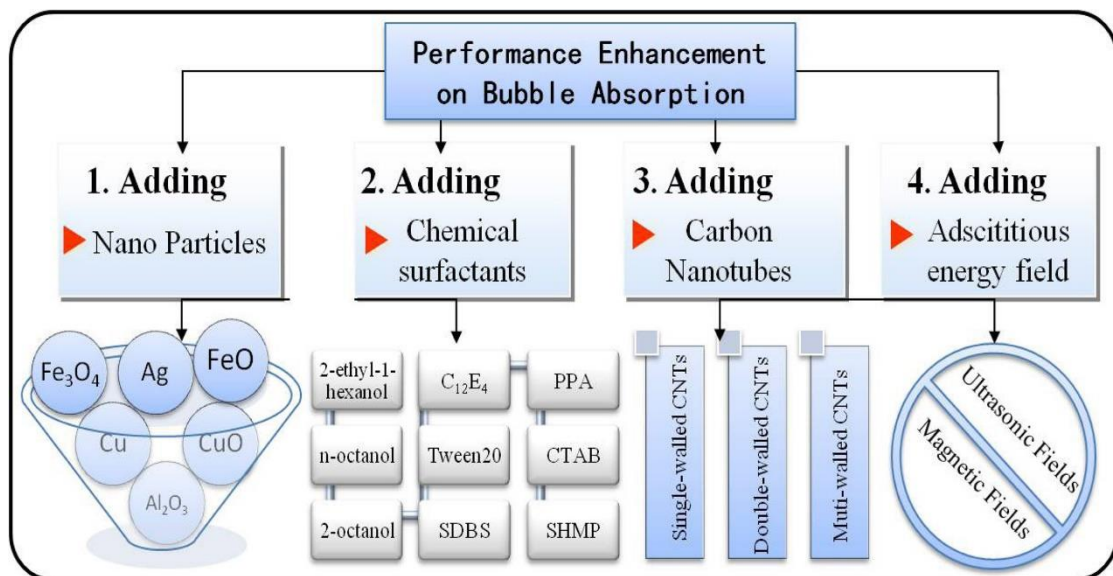 Performance Enhancement
on Bubble Absorption
1. Adding
Nano Particles
2. Adding
Chemical
surfactants
3. Adding
Carbon
Nanotubes
4. Adding
Adscititious
energy field
Fe₃O₄
Ag
FeO
Cu
CuO
Al₂O₃
2-ethyl-1-
hexanol
C₁₂E₄
PPA
n-octanol
Tween20
CTAB
2-octanol
SDBS
SHMP
Single-walled CNTs
Double-walled CNTs
Muti-walled CNTs
Ultrasonic Fields
Magnetic Fields